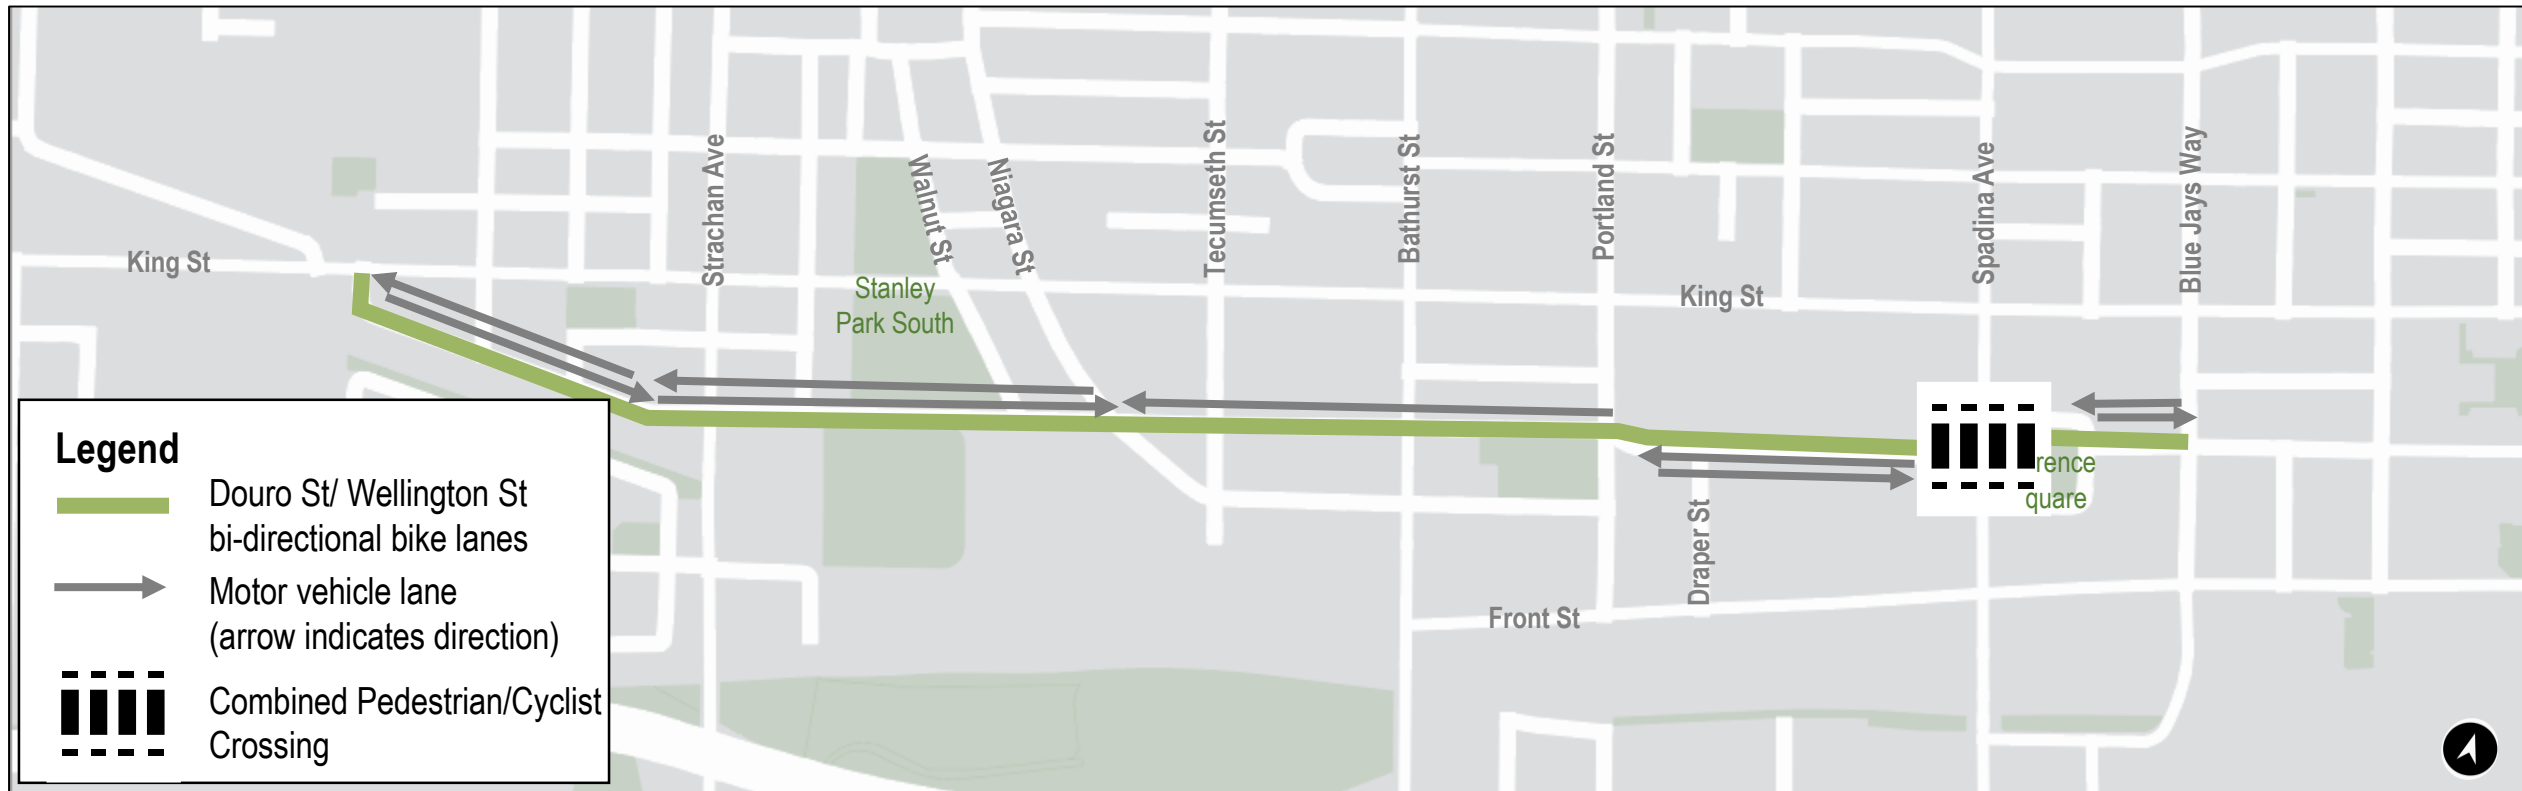 King St
Strachan Ave
Walnut St
Niagara St
Tecumseth St
Bathurst St
Portland St
Spadina Ave
Blue Jays Way
Stanley
Park South
King St
rence
quare
Draper St
Front St
Legend
Douro St/ Wellington St
bi-directional bike lanes
Motor vehicle lane
(arrow indicates direction)
Combined Pedestrian/Cyclist
Crossing